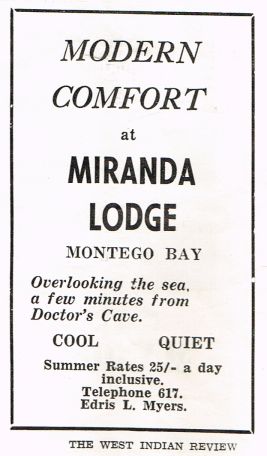 MODERN
COMFORT
at
MIRANDA
LODGE
MONTEGO BAY
Overlooking the sea,
a few minutes from
Doctor's Cave.
COOL QUIET
Summer Rates 25/- a day
inclusive.
Telephone 617.
Edris L. Myers.
THE WEST INDIAN REVIEW